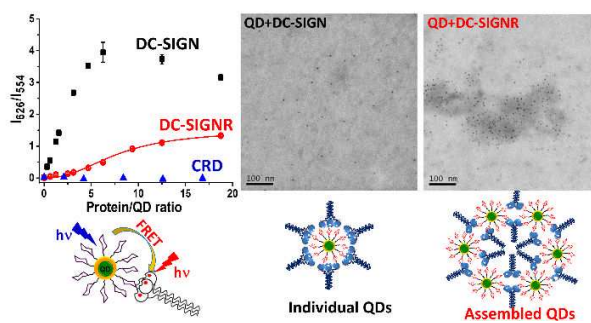 I626/I554
5
4
3
2
1
0
0 5 10 15 20
Protein/QD ratio
DC-SIGN
DC-SIGNR
CRD
QD+DC-SIGN
100 nm
QD+DC-SIGNR
100 nm
hν
FRET
QD
hν
Individual QDs
Assembled QDs